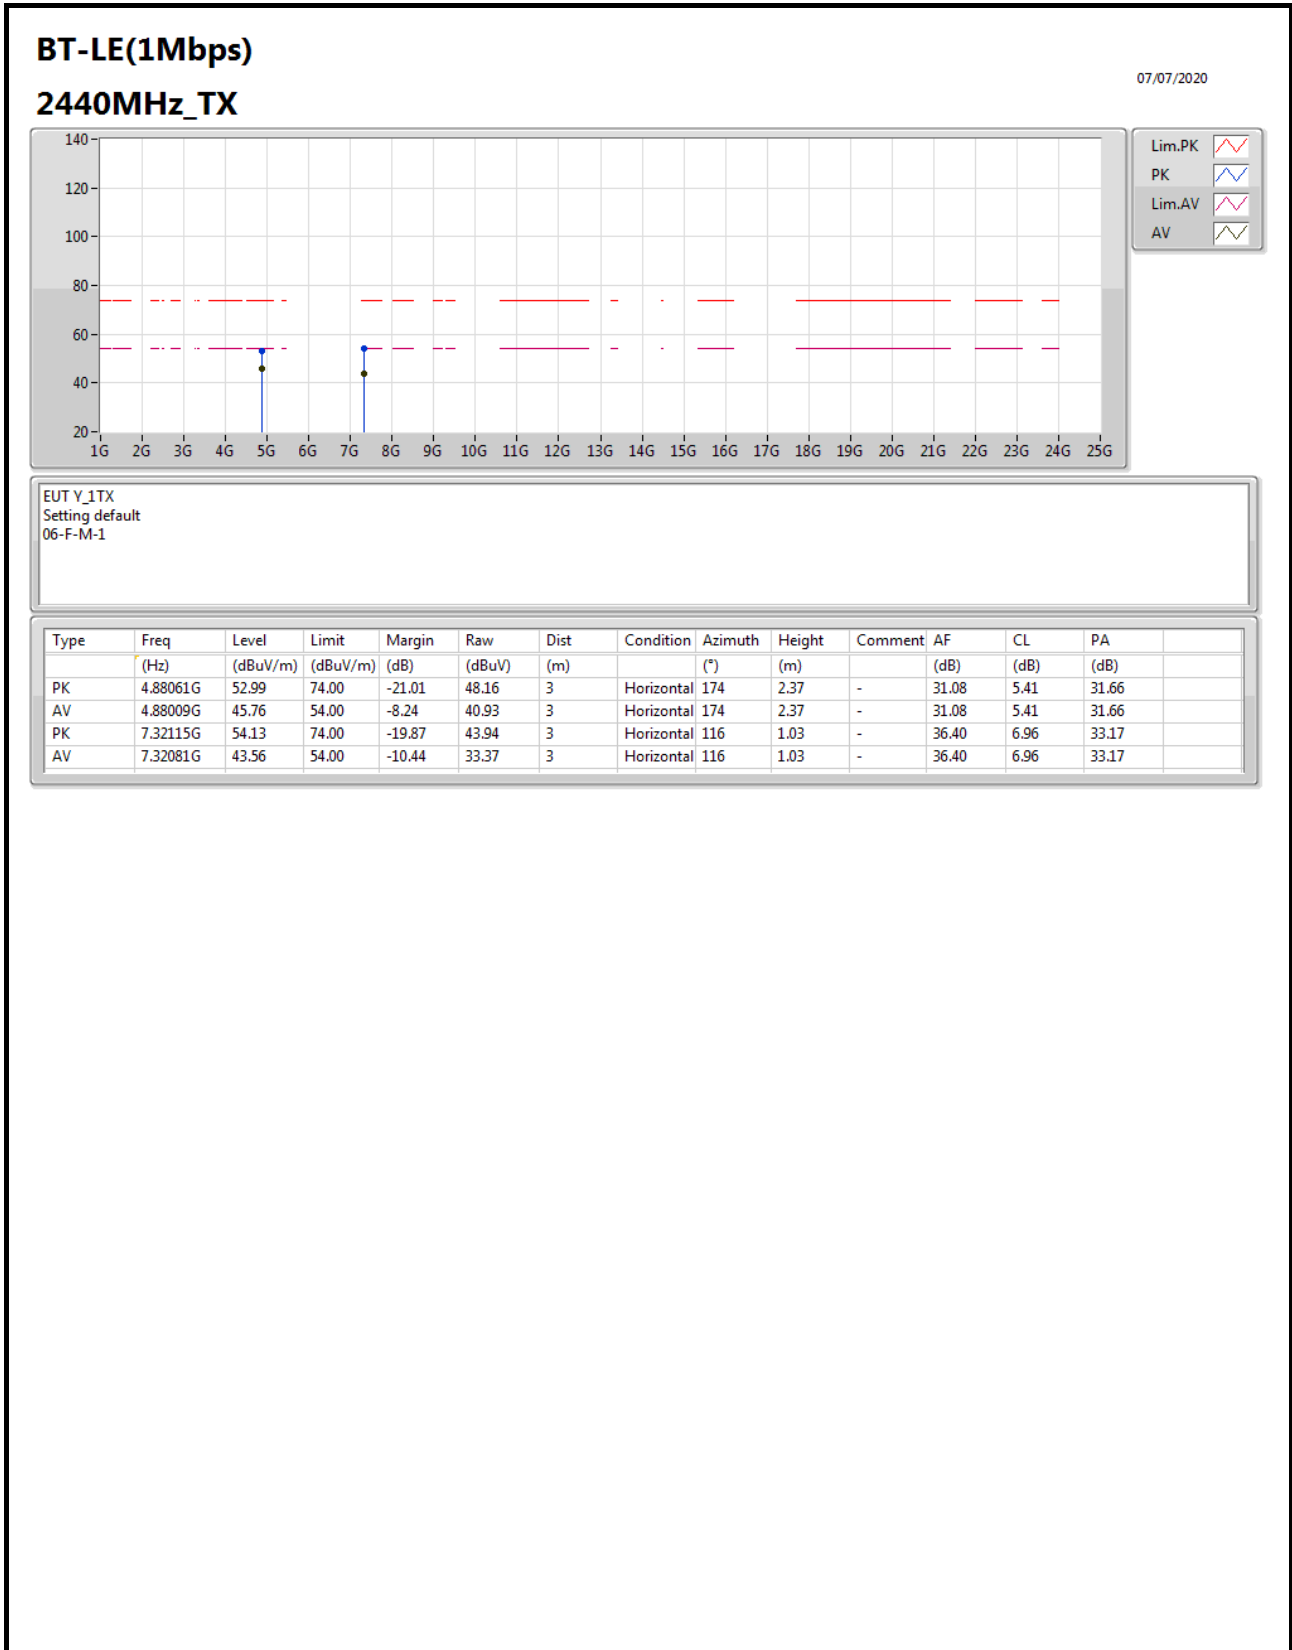 BT-LE(1Mbps)
07/07/2020
2440MHz_TX
140
120
100
80
60
40
20
1G 2G 3G 4G 5G 6G 7G 8G 9G 10G 11G 12G 13G 14G 15G 16G 17G 18G 19G 20G 21G 22G 23G 24G 25G
Lim.PK
PK
Lim.AV
AV
EUT Y_1TX
Setting default
06-F-M-1
Type Freq Level Limit Margin Raw Dist Condition Azimuth Height Comment AF CL PA
(Hz) (dBuV/m) (dBuV/m) (dB) (dBuV) (m) (°) (m) (dB) (dB) (dB)
PK 4.88061G 52.99 74.00 -21.01 48.16 3 Horizontal 174 2.37 - 31.08 5.41 31.66
AV 4.88009G 45.76 54.00 -8.24 40.93 3 Horizontal 174 2.37 - 31.08 5.41 31.66
PK 7.32115G 54.13 74.00 -19.87 43.94 3 Horizontal 116 1.03 - 36.40 6.96 33.17
AV 7.32081G 43.56 54.00 -10.44 33.37 3 Horizontal 116 1.03 - 36.40 6.96 33.17